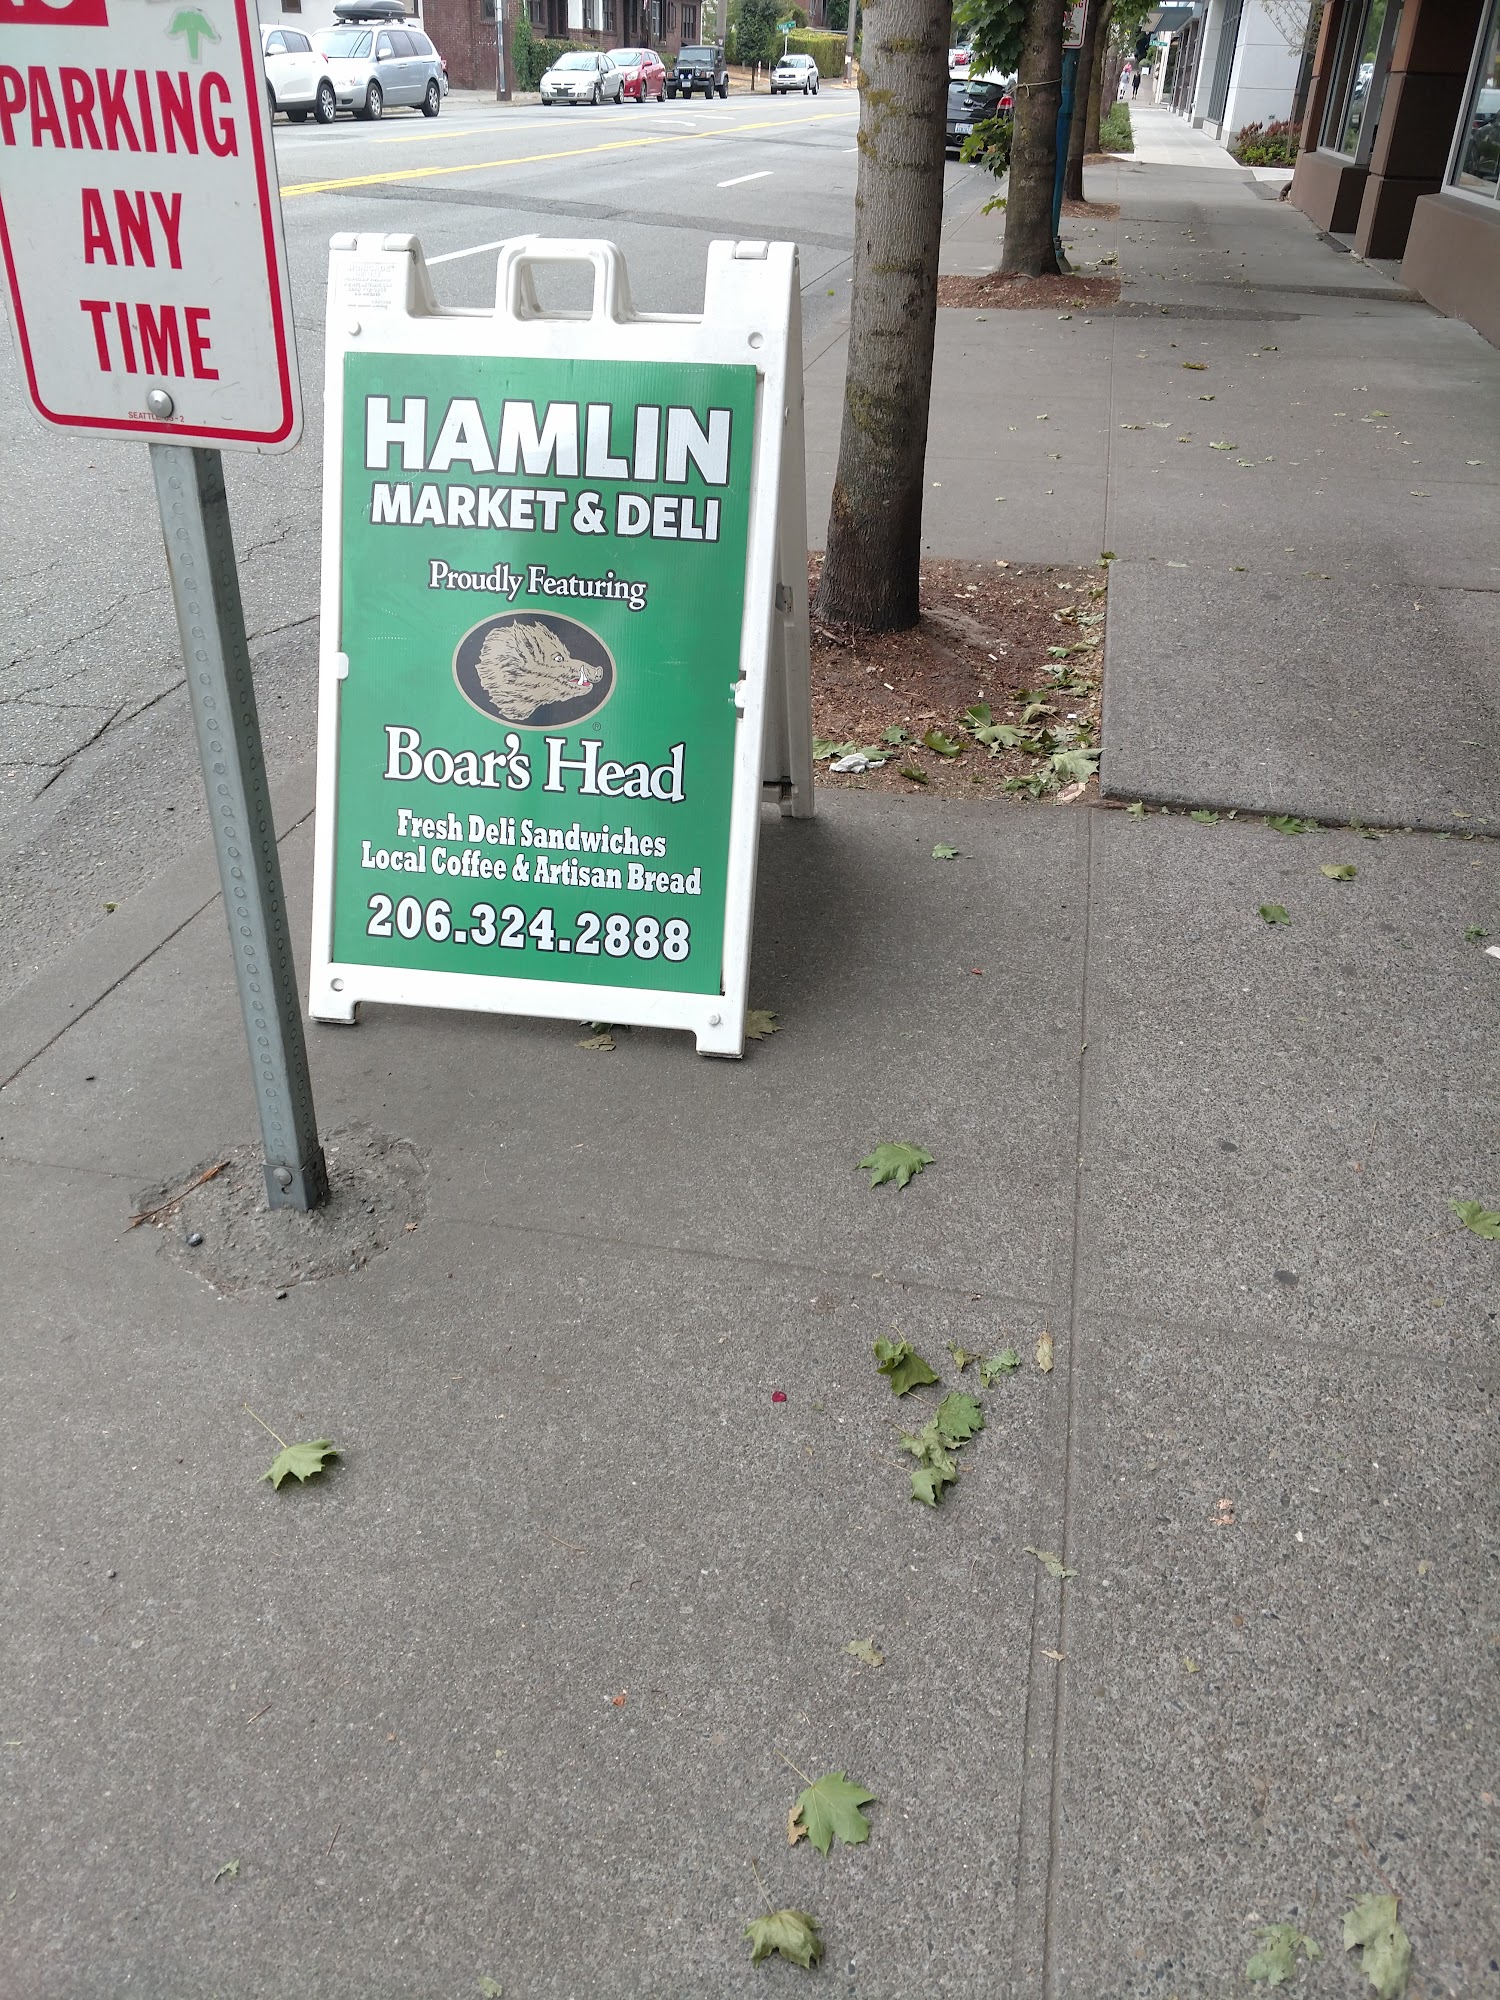 PARKING
ANY
TIME
HAMLIN
MARKET & DELI
Proudly Featuring
®
Boar's Head
Fresh Deli Sandwiches
Local Coffee & Artisan Bread
206.324.2888